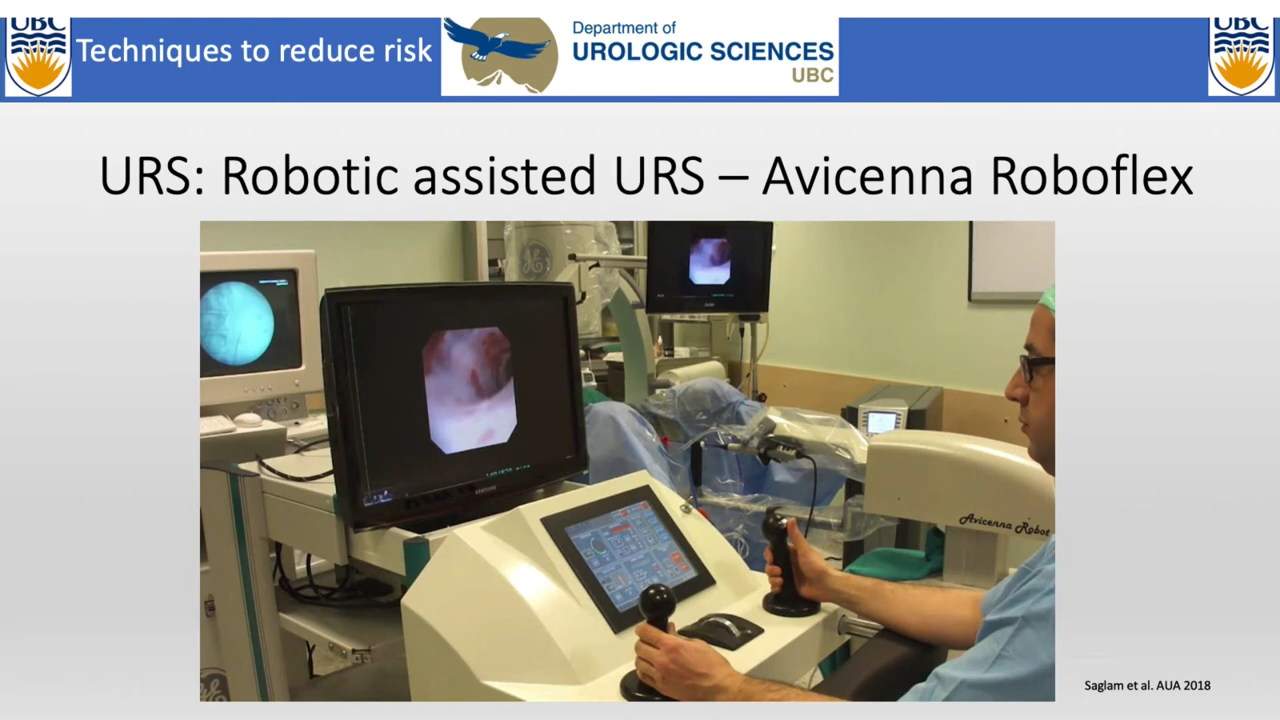 UBC
Techniques to reduce risk
Department of
UROLOGIC SCIENCES
UBC
UBC
URS: Robotic assisted URS – Avicenna Roboflex
SAMSUNG
Avicenna Robot
Saglam et al. AUA 2018